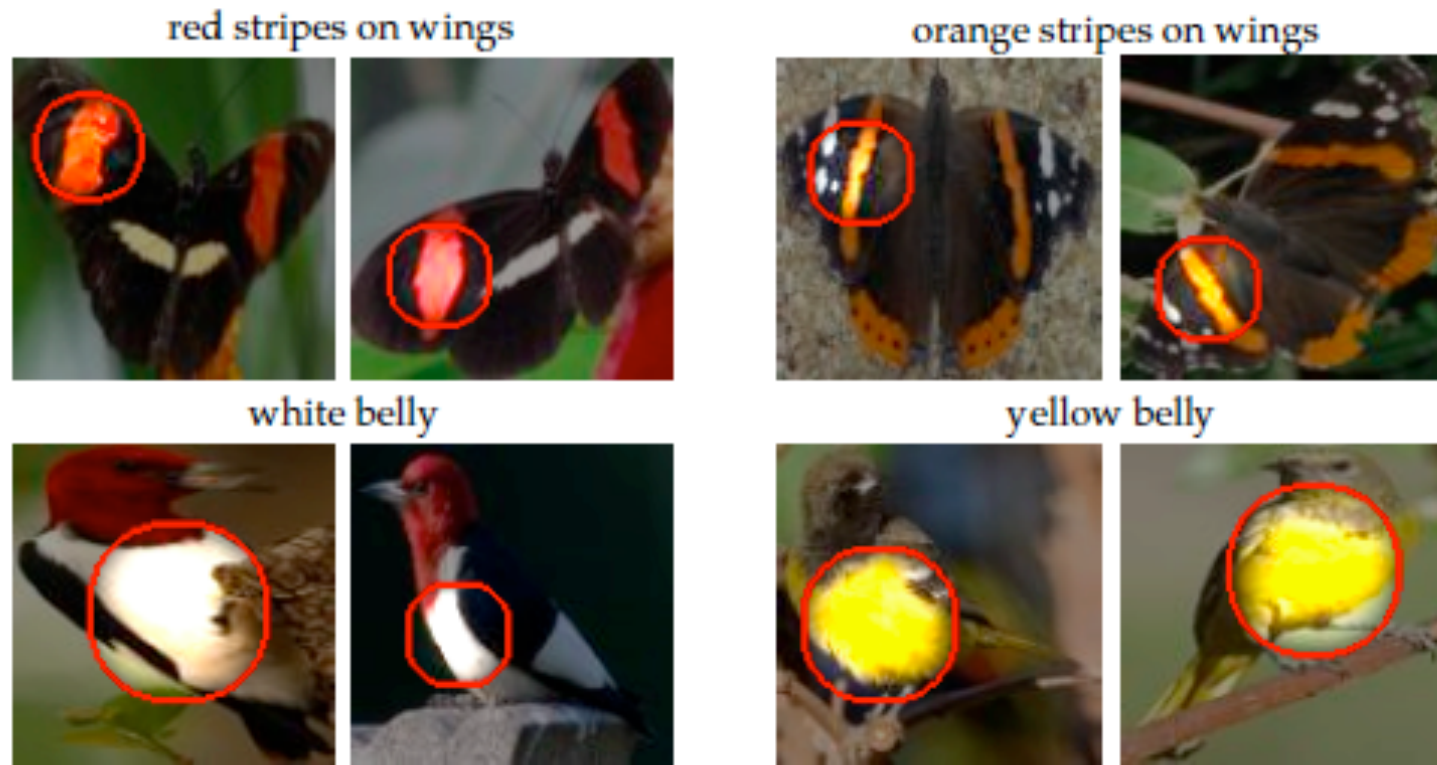 red stripes on wings
orange stripes on wings
white belly
yellow belly